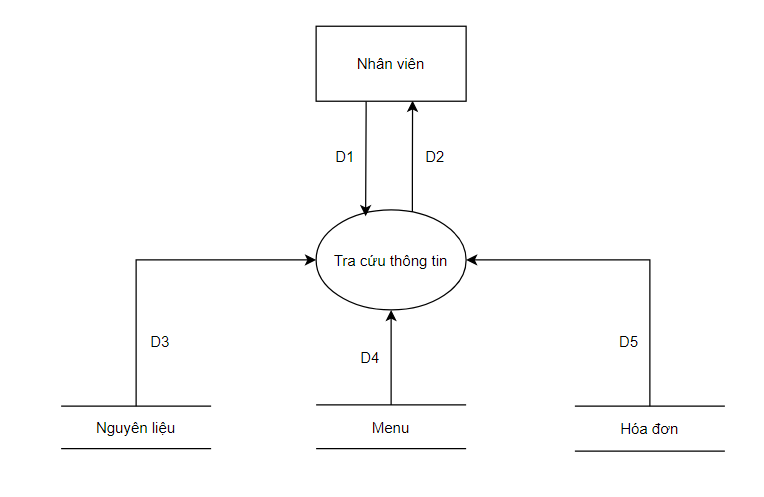 Nhân viên
D1
D2
Tra cứu thông tin
D3
D4
D5
Nguyên liệu
Menu
Hóa đơn